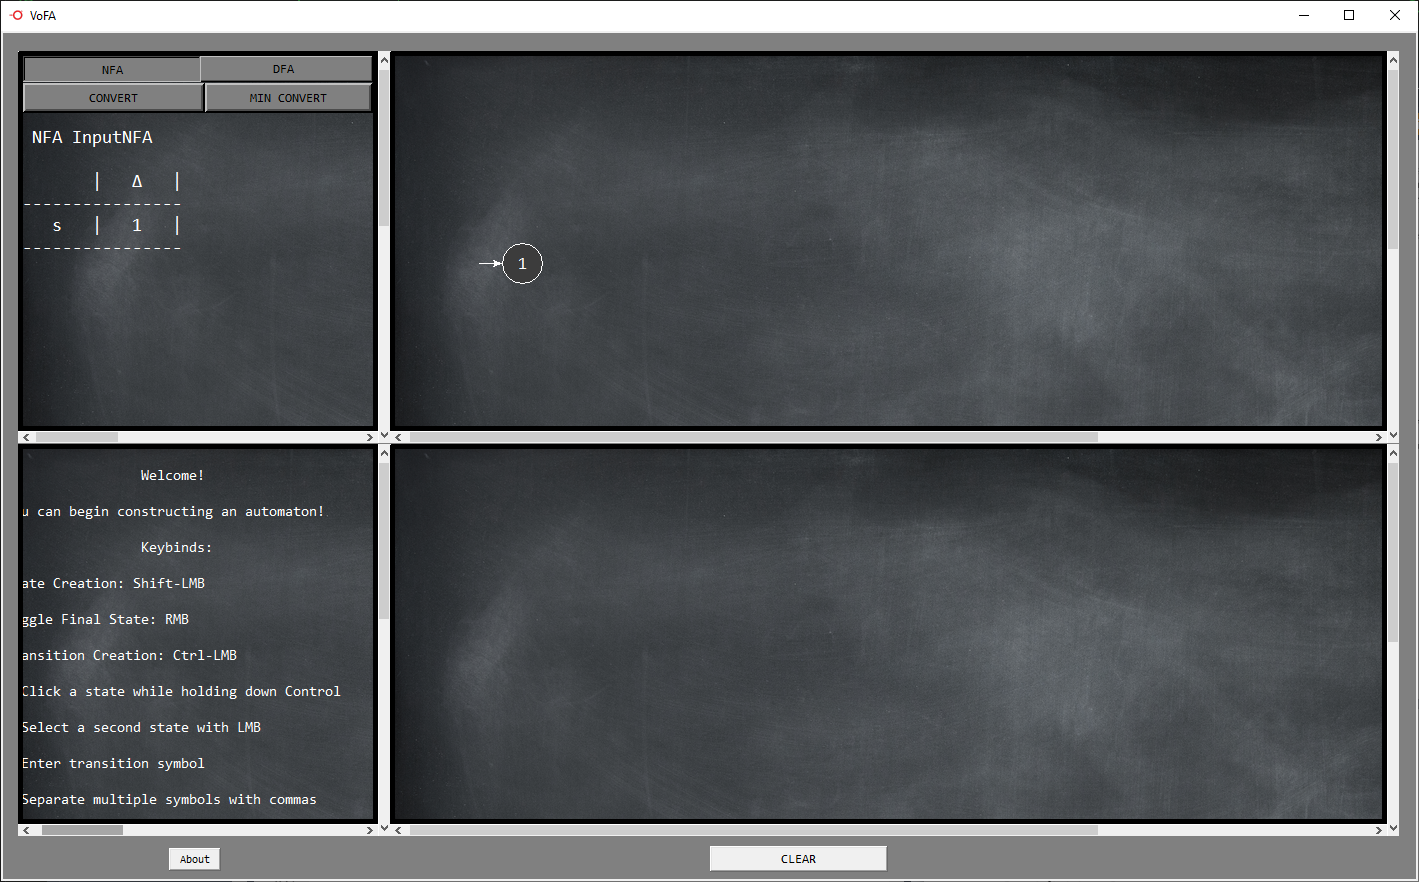 VoFA
NFA DFA
CONVERT MIN CONVERT
NFA InputNFA
| Δ |
----------------
s | 1 |
----------------
1
Welcome!
u can begin constructing an automaton!
Keybinds:
ate Creation: Shift-LMB
ggle Final State: RMB
ansition Creation: Ctrl-LMB
Click a state while holding down Control
Select a second state with LMB
Enter transition symbol
Separate multiple symbols with commas
About
CLEAR